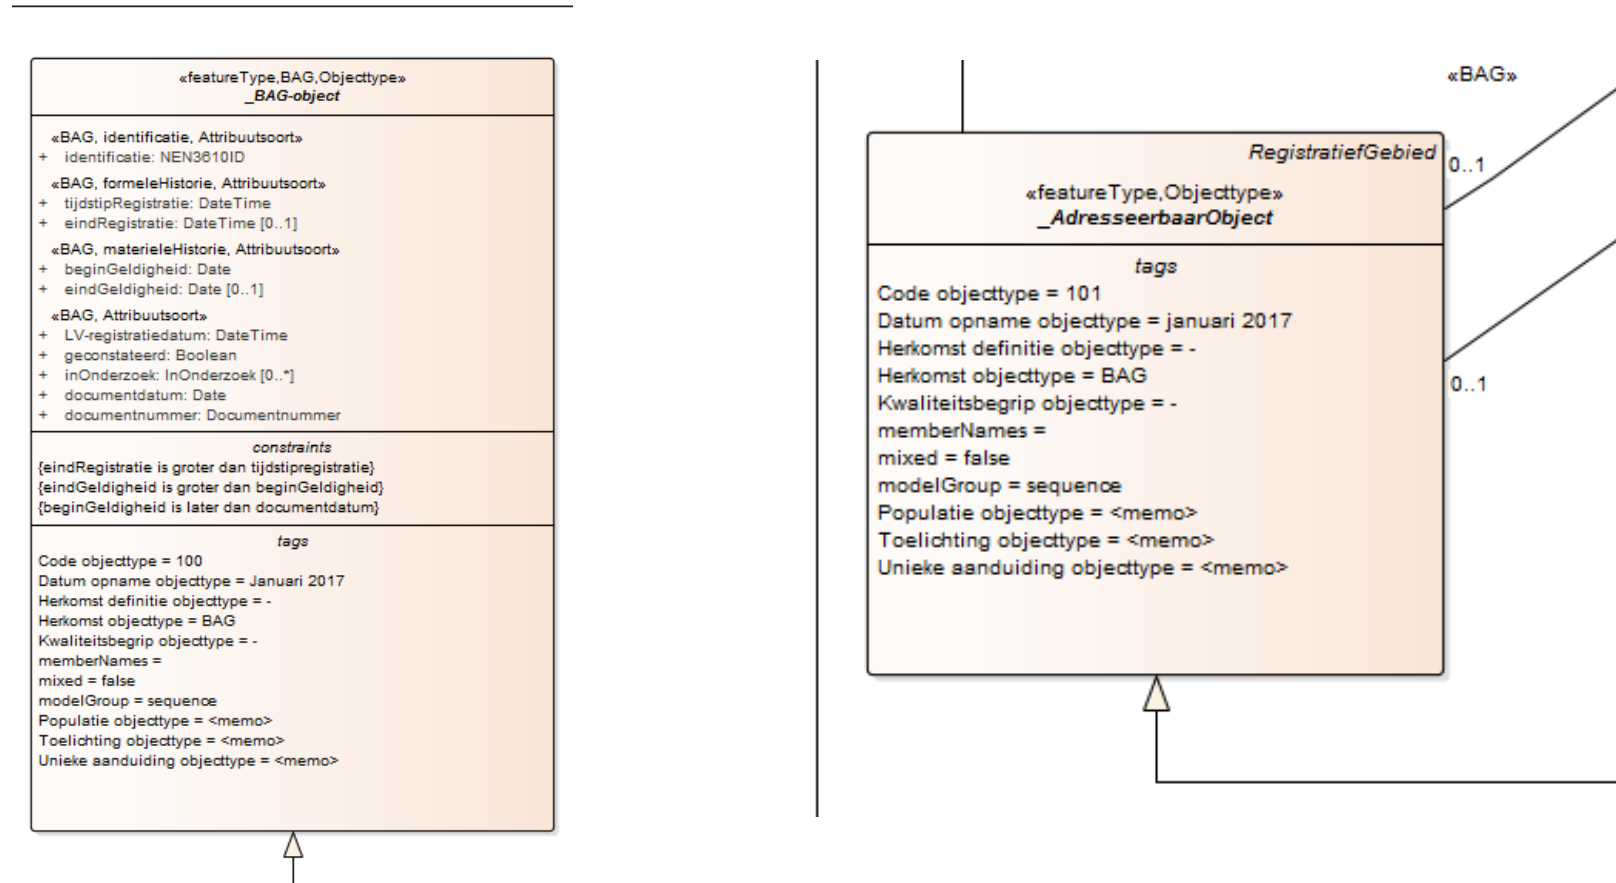 «featureType,BAG,Objecttype»
_BAG-object
«BAG, identificatie, Attribuutsoort»
+ identificatie: NEN3610ID
«BAG, formeleHistorie, Attribuutsoort»
+ tijdstipRegistratie: DateTime
+ eindRegistratie: DateTime [0..1]
«BAG, materieleHistorie, Attribuutsoort»
+ beginGeldigheid: Date
+ eindGeldigheid: Date [0..1]
«BAG, Attribuutsoort»
+ LV-registratiedatum: DateTime
+ geconstateerd: Boolean
+ inOnderzoek: InOnderzoek [0..*]
+ documentdatum: Date
+ documentnummer: Documentnummer
constraints
{eindRegistratie is groter dan tijdstipregistratie}
{eindGeldigheid is groter dan beginGeldigheid}
{beginGeldigheid is later dan documentdatum}
tags
Code objecttype = 100
Datum opname objecttype = Januari 2017
Herkomst definitie objecttype = -
Herkomst objecttype = BAG
Kwaliteitsbegrip objecttype = -
memberNames =
mixed = false
modelGroup = sequence
Populatie objecttype = <memo>
Toelichting objecttype = <memo>
Unieke aanduiding objecttype = <memo>
«BAG»
RegistratiefGebied
0..1
«featureType,Objecttype»
_AdresseerbaarObject
tags
Code objecttype = 101
Datum opname objecttype = januari 2017
Herkomst definitie objecttype = -
Herkomst objecttype = BAG
Kwaliteitsbegrip objecttype = -
memberNames =
mixed = false
modelGroup = sequence
Populatie objecttype = <memo>
Toelichting objecttype = <memo>
Unieke aanduiding objecttype = <memo>
0..1